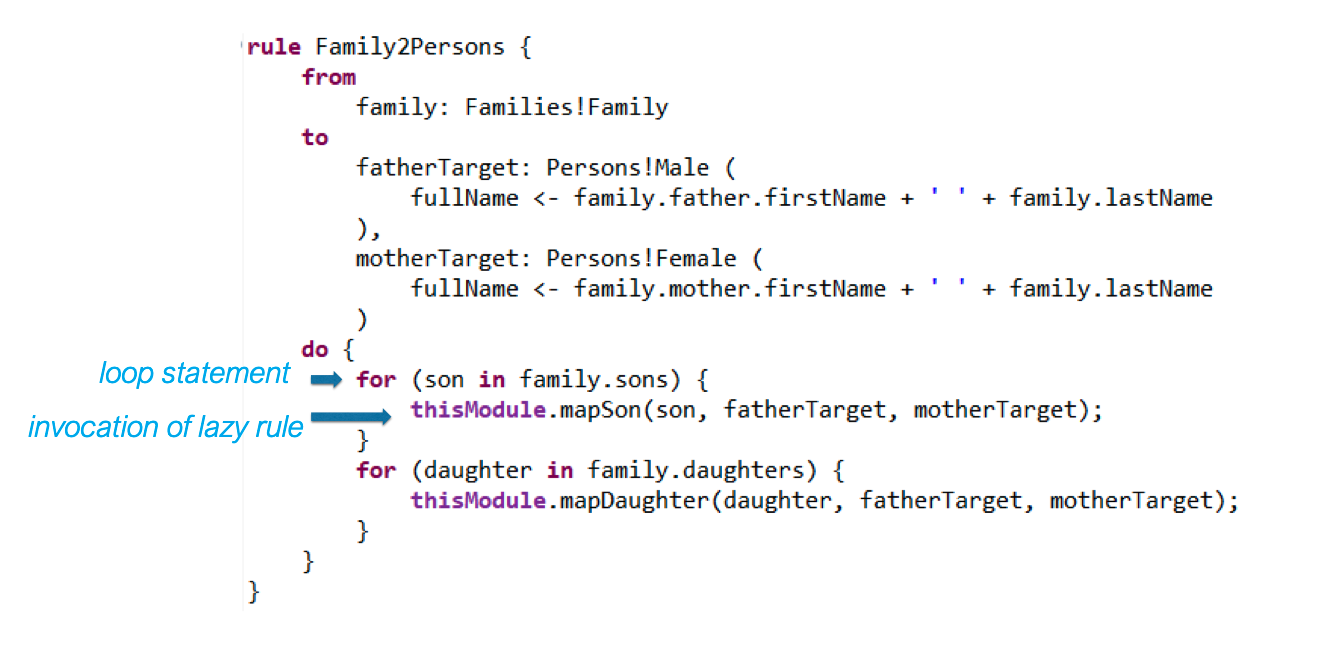 rule Family2Persons {
from
family: Families!Family
to
fatherTarget: Persons!Male (
fullName <- family.father.firstName + ' ' + family.lastName
),
motherTarget: Persons!Female (
fullName <- family.mother.firstName + ' ' + family.lastName
)
do {
loop statement
for (son in family.sons) {
invocation of lazy rule
thisModule.mapSon(son, fatherTarget, motherTarget);
}
for (daughter in family.daughters) {
thisModule.mapDaughter(daughter, fatherTarget, motherTarget);
}
}
}